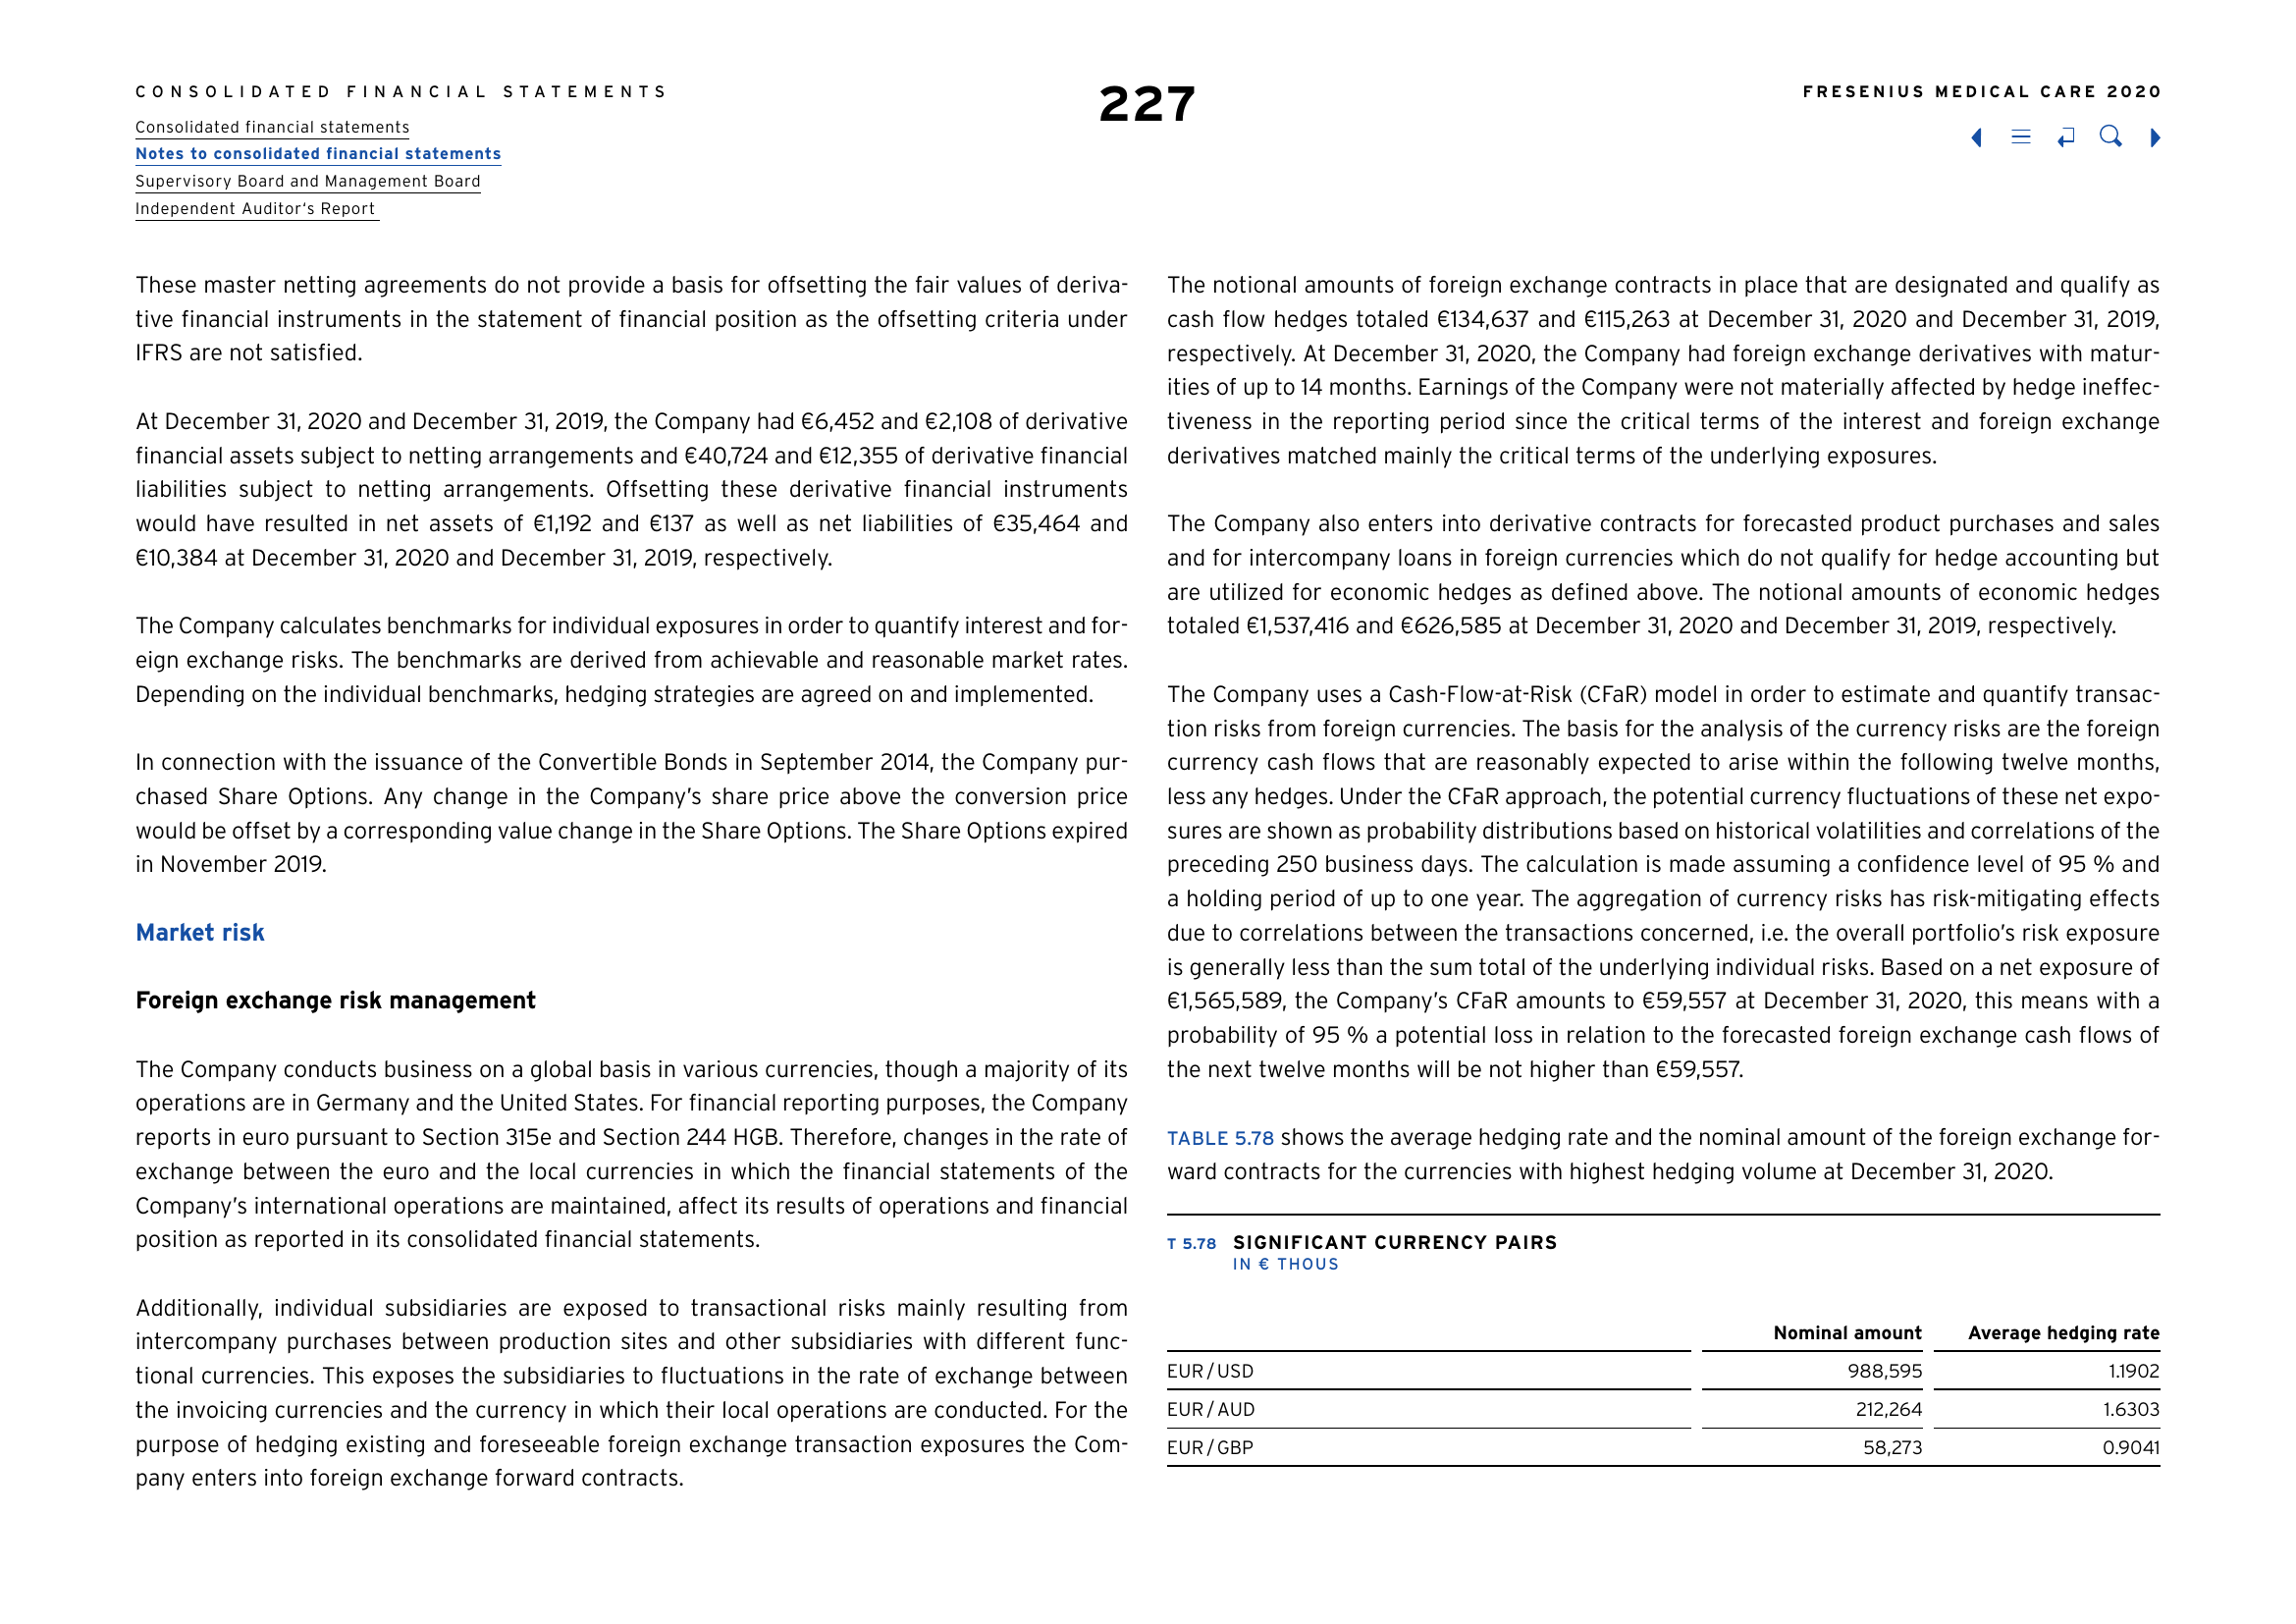 CONSOLIDATED FINANCIAL STATEMENTS
Consolidated financial statements
Notes to consolidated financial statements
Supervisory Board and Management Board
Independent Auditor‘s Report
227
FRESENIUS MEDICAL CARE 2020
These master netting agreements do not provide a basis for offsetting the fair values of deriva-
tive financial instruments in the statement of financial position as the offsetting criteria under
IFRS are not satisfied.
At December 31, 2020 and December 31, 2019, the Company had €6,452 and €2,108 of derivative
financial assets subject to netting arrangements and €40,724 and €12,355 of derivative financial
liabilities subject to netting arrangements. Offsetting these derivative financial instruments
would have resulted in net assets of €1,192 and €137 as well as net liabilities of €35,464 and
€10,384 at December 31, 2020 and December 31, 2019, respectively.
The Company calculates benchmarks for individual exposures in order to quantify interest and for-
eign exchange risks. The benchmarks are derived from achievable and reasonable market rates.
Depending on the individual benchmarks, hedging strategies are agreed on and implemented.
In connection with the issuance of the Convertible Bonds in September 2014, the Company pur-
chased Share Options. Any change in the Company’s share price above the conversion price
would be offset by a corresponding value change in the Share Options. The Share Options expired
in November 2019.
Market risk
Foreign exchange risk management
The Company conducts business on a global basis in various currencies, though a majority of its
operations are in Germany and the United States. For financial reporting purposes, the Company
reports in euro pursuant to Section 315e and Section 244 HGB. Therefore, changes in the rate of
exchange between the euro and the local currencies in which the financial statements of the
Company’s international operations are maintained, affect its results of operations and financial
position as reported in its consolidated financial statements.
Additionally, individual subsidiaries are exposed to transactional risks mainly resulting from
intercompany purchases between production sites and other subsidiaries with different func-
tional currencies. This exposes the subsidiaries to fluctuations in the rate of exchange between
the invoicing currencies and the currency in which their local operations are conducted. For the
purpose of hedging existing and foreseeable foreign exchange transaction exposures the Com-
pany enters into foreign exchange forward contracts.
The notional amounts of foreign exchange contracts in place that are designated and qualify as
cash flow hedges totaled €134,637 and €115,263 at December 31, 2020 and December 31, 2019,
respectively. At December 31, 2020, the Company had foreign exchange derivatives with matur-
ities of up to 14 months. Earnings of the Company were not materially affected by hedge ineffec-
tiveness in the reporting period since the critical terms of the interest and foreign exchange
derivatives matched mainly the critical terms of the underlying exposures.
The Company also enters into derivative contracts for forecasted product purchases and sales
and for intercompany loans in foreign currencies which do not qualify for hedge accounting but
are utilized for economic hedges as defined above. The notional amounts of economic hedges
totaled €1,537,416 and €626,585 at December 31, 2020 and December 31, 2019, respectively.
The Company uses a Cash-Flow-at-Risk (CFaR) model in order to estimate and quantify transac-
tion risks from foreign currencies. The basis for the analysis of the currency risks are the foreign
currency cash flows that are reasonably expected to arise within the following twelve months,
less any hedges. Under the CFaR approach, the potential currency fluctuations of these net expo-
sures are shown as probability distributions based on historical volatilities and correlations of the
preceding 250 business days. The calculation is made assuming a confidence level of 95 % and
a holding period of up to one year. The aggregation of currency risks has risk-mitigating effects
due to correlations between the transactions concerned, i.e. the overall portfolio’s risk exposure
is generally less than the sum total of the underlying individual risks. Based on a net exposure of
€1,565,589, the Company’s CFaR amounts to €59,557 at December 31, 2020, this means with a
probability of 95 % a potential loss in relation to the forecasted foreign exchange cash flows of
the next twelve months will be not higher than €59,557.
TABLE 5.78 shows the average hedging rate and the nominal amount of the foreign exchange for-
ward contracts for the currencies with highest hedging volume at December 31, 2020.
T 5.78 SIGNIFICANT CURRENCY PAIRS
IN € THOUS
Nominal amount Average hedging rate
EUR / USD 988,595 1.1902
EUR / AUD 212,264 1.6303
EUR / GBP 58,273 0.9041